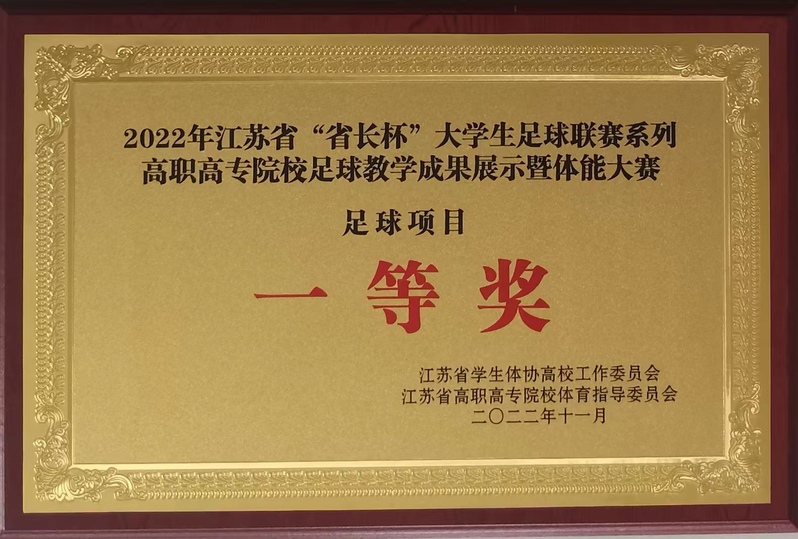 2022年江苏省“省长杯”大学生足球联赛系列
高职高专院校足球教学成果展示暨体能大赛
足球项目
一等奖
江苏省学生体协高校工作委员会
江苏省高职高专院校体育指导委员会
二〇二二年十一月